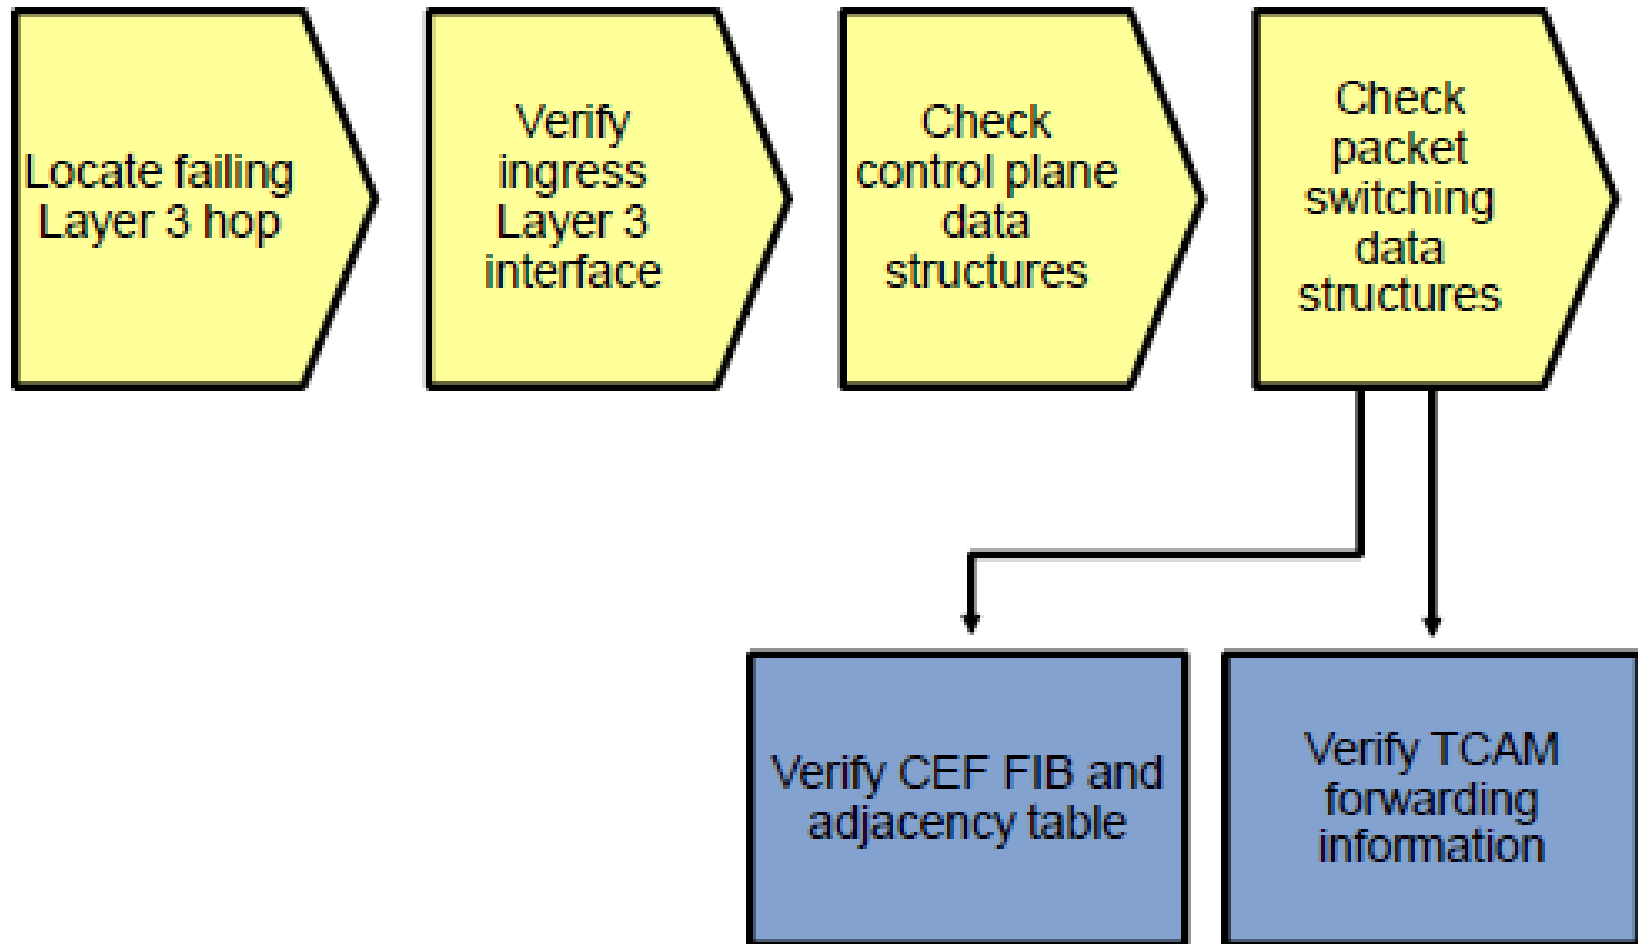 Locate failing
Layer 3 hop
Verify
ingress
Layer 3
interface
Check
control plane
data
structures
Check
packet
switching
data
structures
Verify CEF FIB and
adjacency table
Verify TCAM
forwarding
information